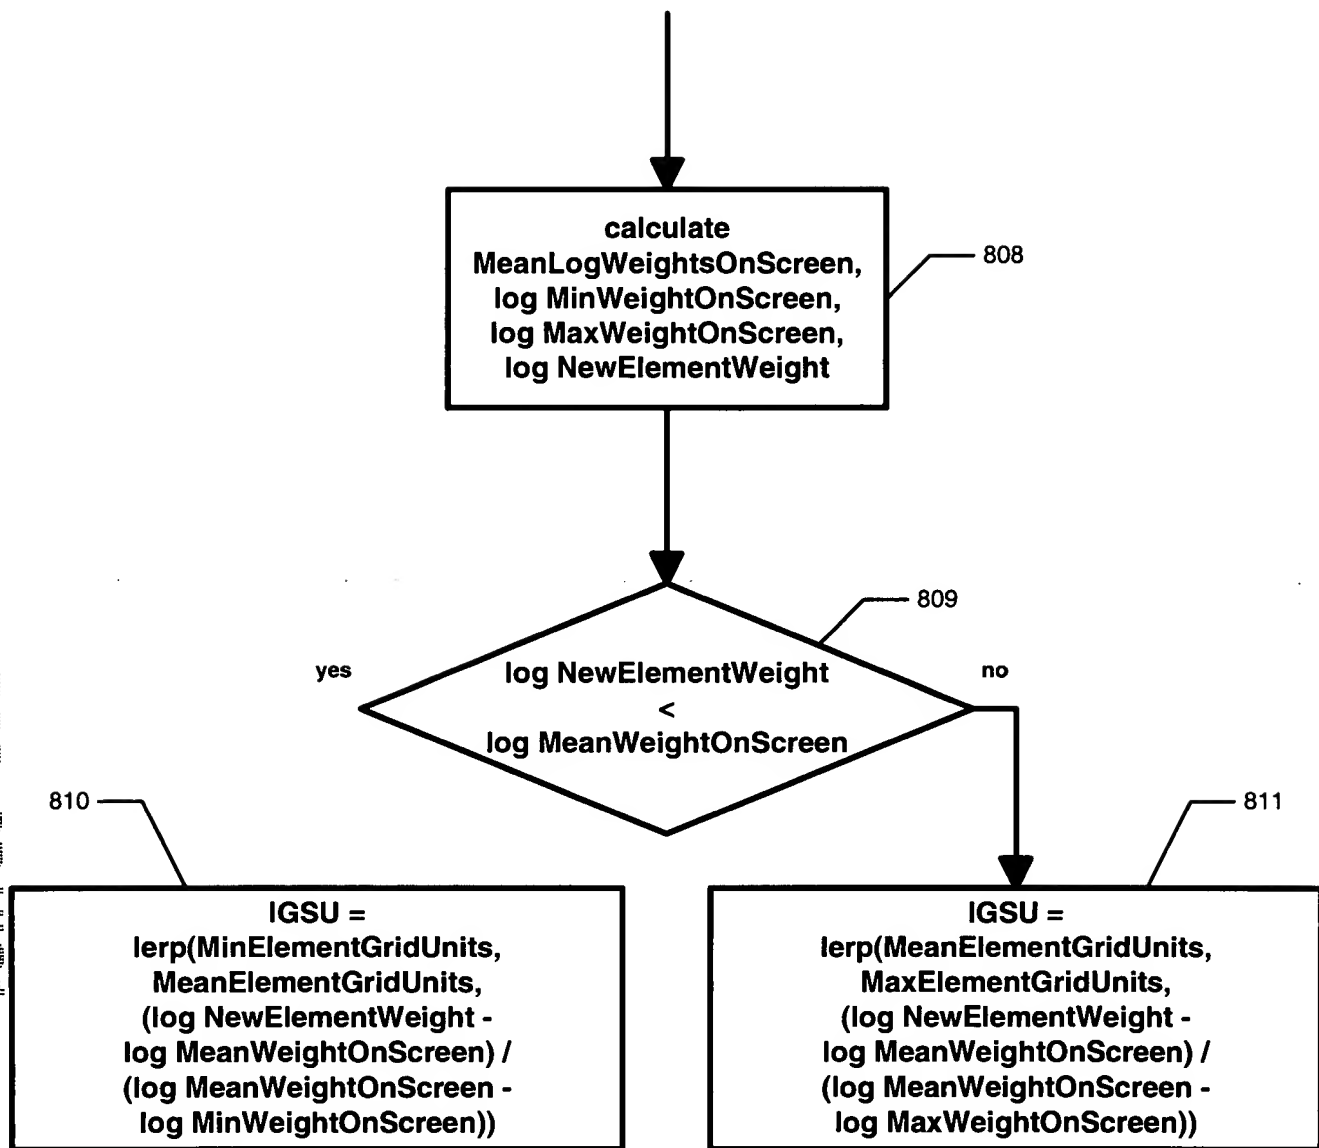 calculate
MeanLogWeightsOnScreen,
log MinWeightOnScreen,
log MaxWeightOnScreen,
log NewElementWeight
808
809
yes
log NewElementWeight
no
<
log MeanWeightOnScreen
810
811
IGSU =
lerp(MinElementGridUnits,
MeanElementGridUnits,
(log NewElementWeight -
log MeanWeightOnScreen) /
(log MeanWeightOnScreen -
log MinWeightOnScreen))
IGSU =
lerp(MeanElementGridUnits,
MaxElementGridUnits,
(log NewElementWeight -
log MeanWeightOnScreen) /
(log MeanWeightOnScreen -
log MaxWeightOnScreen))